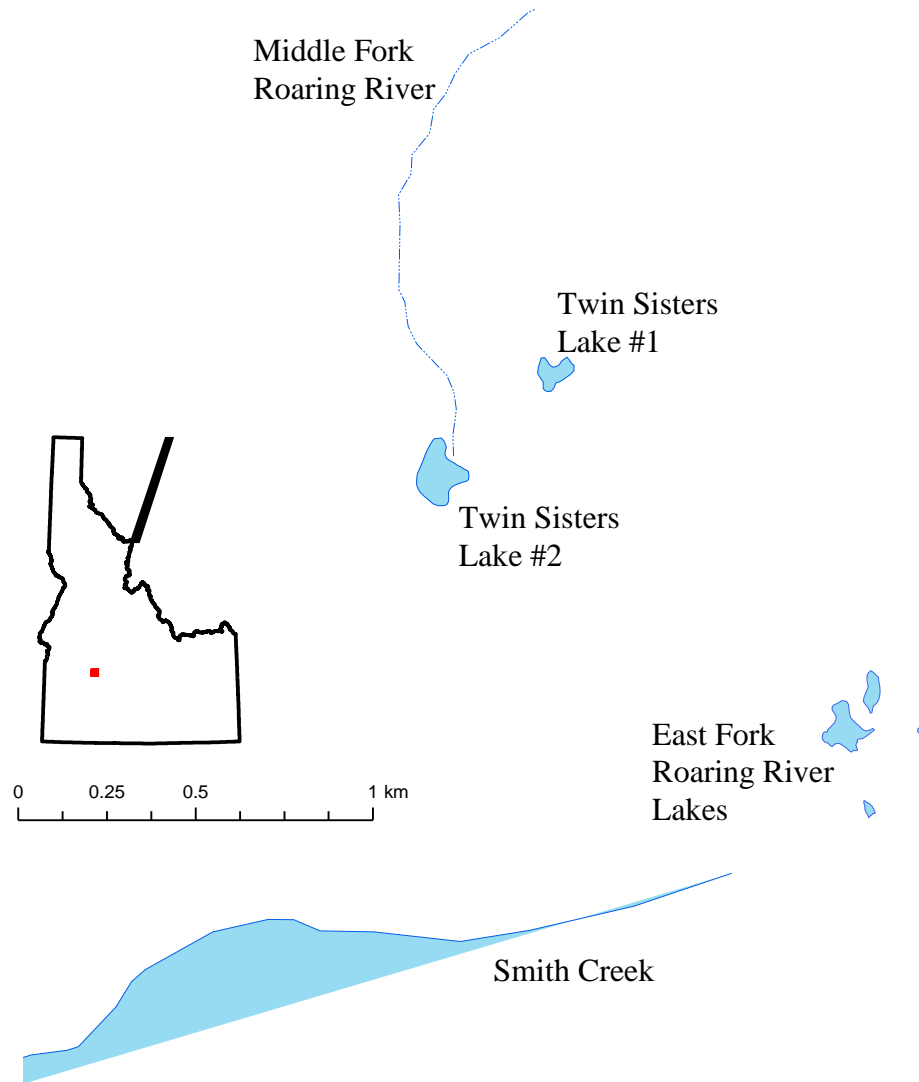 Middle Fork
Roaring River
Twin Sisters
Lake #1
Twin Sisters
Lake #2
East Fork
Roaring River
Lakes
0 0.25 0.5 1 km
Smith Creek